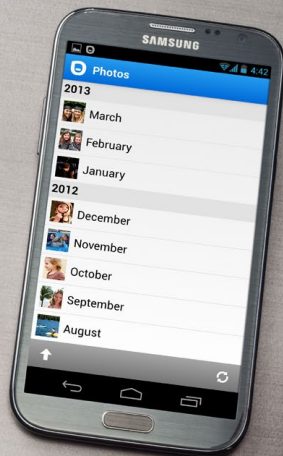 SAMSUNG
4:42
Photos
2013
March
February
January
2012
December
November
October
September
August